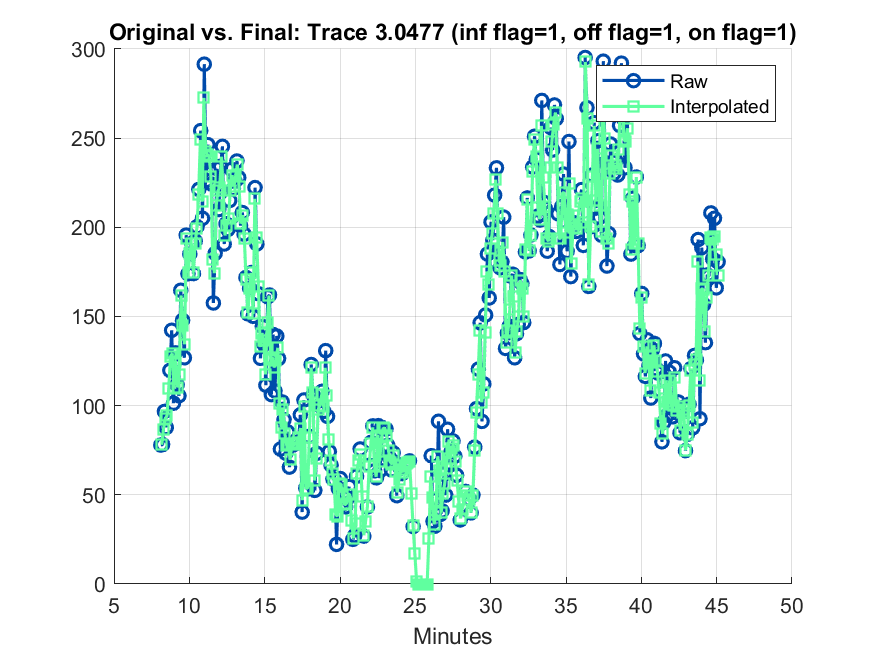 Original vs. Final: Trace 3.0477 (inf flag=1, off flag=1, on flag=1)
300
250
200
150
100
50
0
Raw
Interpolated
5 10 15 20 25 30 35 40 45 50
Minutes